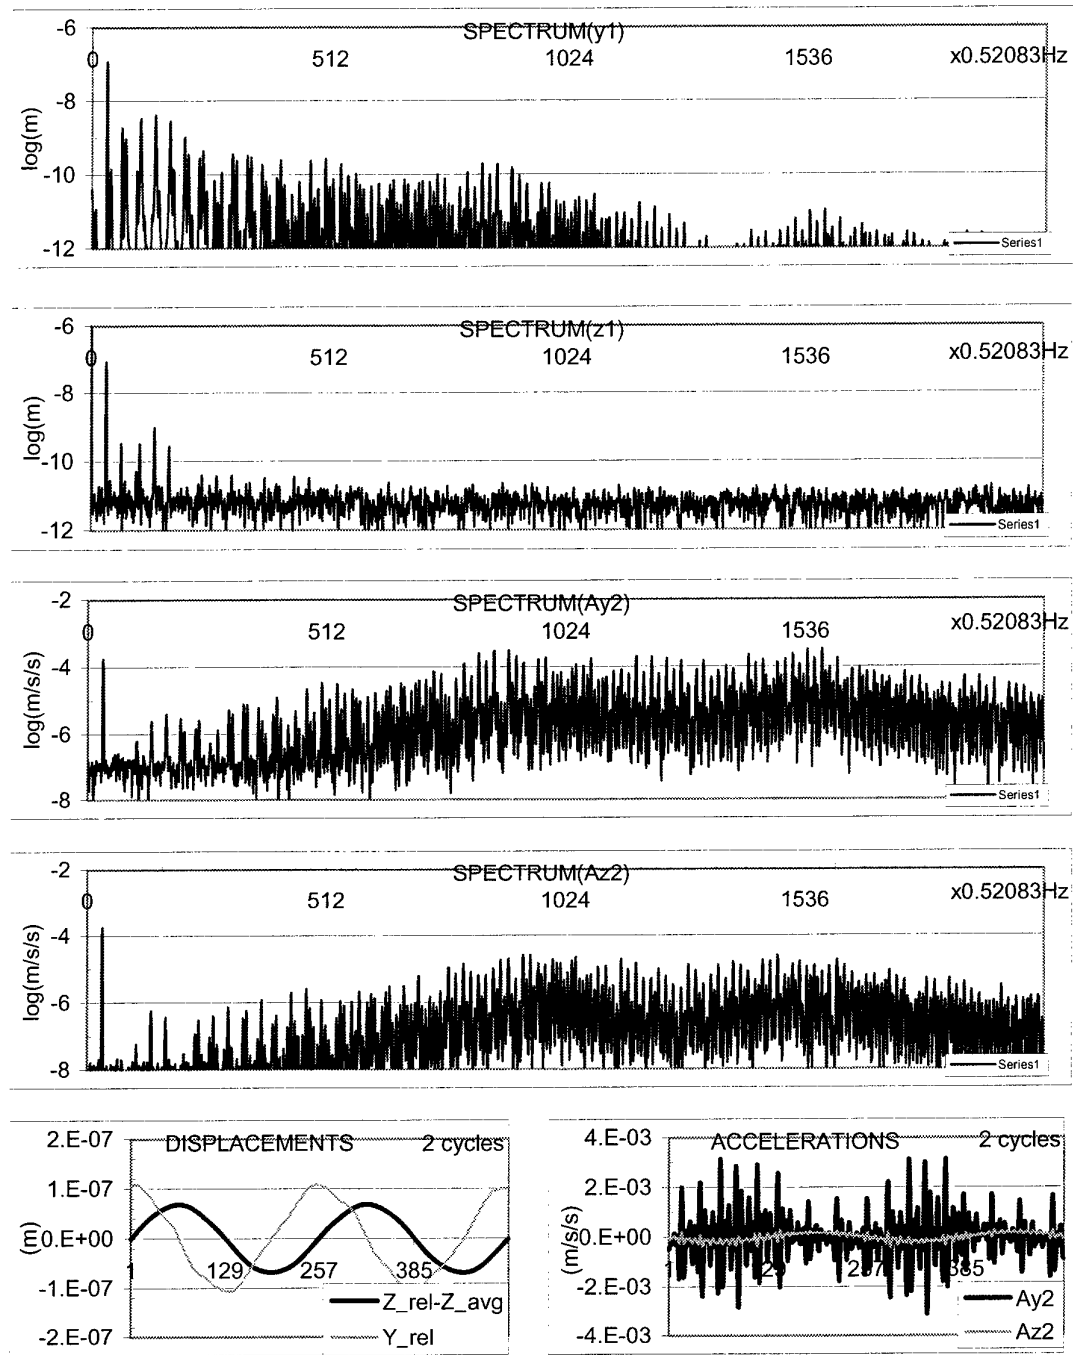 -6
SPECTRUM(y1)
0 512 1024 1536 x0.52083Hz
-8
log(m)
-10
-12
Series1
-6
SPECTRUM(z1)
0 512 1024 1536 x0.52083Hz
-8
log(m)
-10
-12
Series1
-2
SPECTRUM(Ay2)
0 512 1024 1536 x0.52083Hz
-4
log(m/s/s)
-6
-8
Series1
-2
SPECTRUM(Az2)
0 512 1024 1536 x0.52083Hz
-4
log(m/s/s)
-6
-8
Series1
2.E-07 DISPLACEMENTS 2 cycles
1.E-07
(m)
0.E+00
1 129 257 385
-1.E-07
Z_rel-Z_avg
-2.E-07
Y_rel
4.E-03 ACCELERATIONS 2 cycles
2.E-03
(m/s/s)
0.E+00
1 385
-2.E-03
Ay2
-4.E-03
Az2